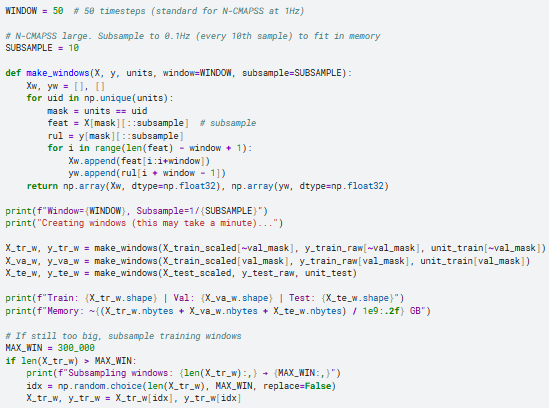 WINDOW = 50  # 50 timesteps (standard for N-CMAPSS at 1Hz)

# N-CMAPSS large. Subsample to 0.1Hz (every 10th sample) to fit in memory
SUBSAMPLE = 10

def make_windows(X, y, units, window=WINDOW, subsample=SUBSAMPLE):
    Xw, yw = [], []
    for uid in np.unique(units):
        mask = units == uid
        feat = X[mask][::subsample]  # subsample
        rul = y[mask][::subsample]
        for i in range(len(feat) - window + 1):
            Xw.append(feat[i:i+window])
            yw.append(rul[i + window - 1])
    return np.array(Xw, dtype=np.float32), np.array(yw, dtype=np.float32)

print(f"Window={WINDOW}, Subsample=1/{SUBSAMPLE}")
print("Creating windows (this may take a minute)...")

X_tr_w, y_tr_w = make_windows(X_train_scaled[~val_mask], y_train_raw[~val_mask], unit_train[~val_mask])
X_va_w, y_va_w = make_windows(X_train_scaled[val_mask], y_train_raw[val_mask], unit_train[val_mask])
X_te_w, y_te_w = make_windows(X_test_scaled, y_test_raw, unit_test)

print(f"Train: {X_tr_w.shape} | Val: {X_va_w.shape} | Test: {X_te_w.shape}")
print(f"Memory: ~{(X_tr_w.nbytes + X_va_w.nbytes + X_te_w.nbytes) / 1e9:.2f} GB")

# If still too big, subsample training windows
MAX_WIN = 300_000
if len(X_tr_w) > MAX_WIN:
    print(f"Subsampling windows: {len(X_tr_w):,} → {MAX_WIN:,}")
    idx = np.random.choice(len(X_tr_w), MAX_WIN, replace=False)
    X_tr_w, y_tr_w = X_tr_w[idx], y_tr_w[idx]